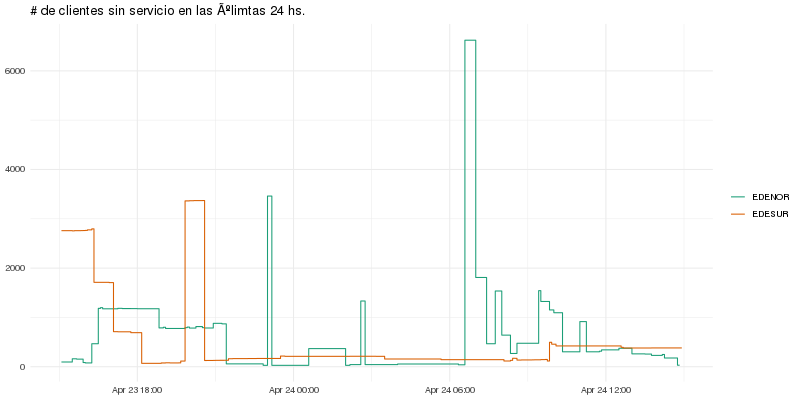 # de clientes sin servicio en las Ãºlimtas 24 hs.
6000
4000
2000
0
Apr 23 18:00
Apr 24 00:00
Apr 24 06:00
Apr 24 12:00
EDENOR
EDESUR